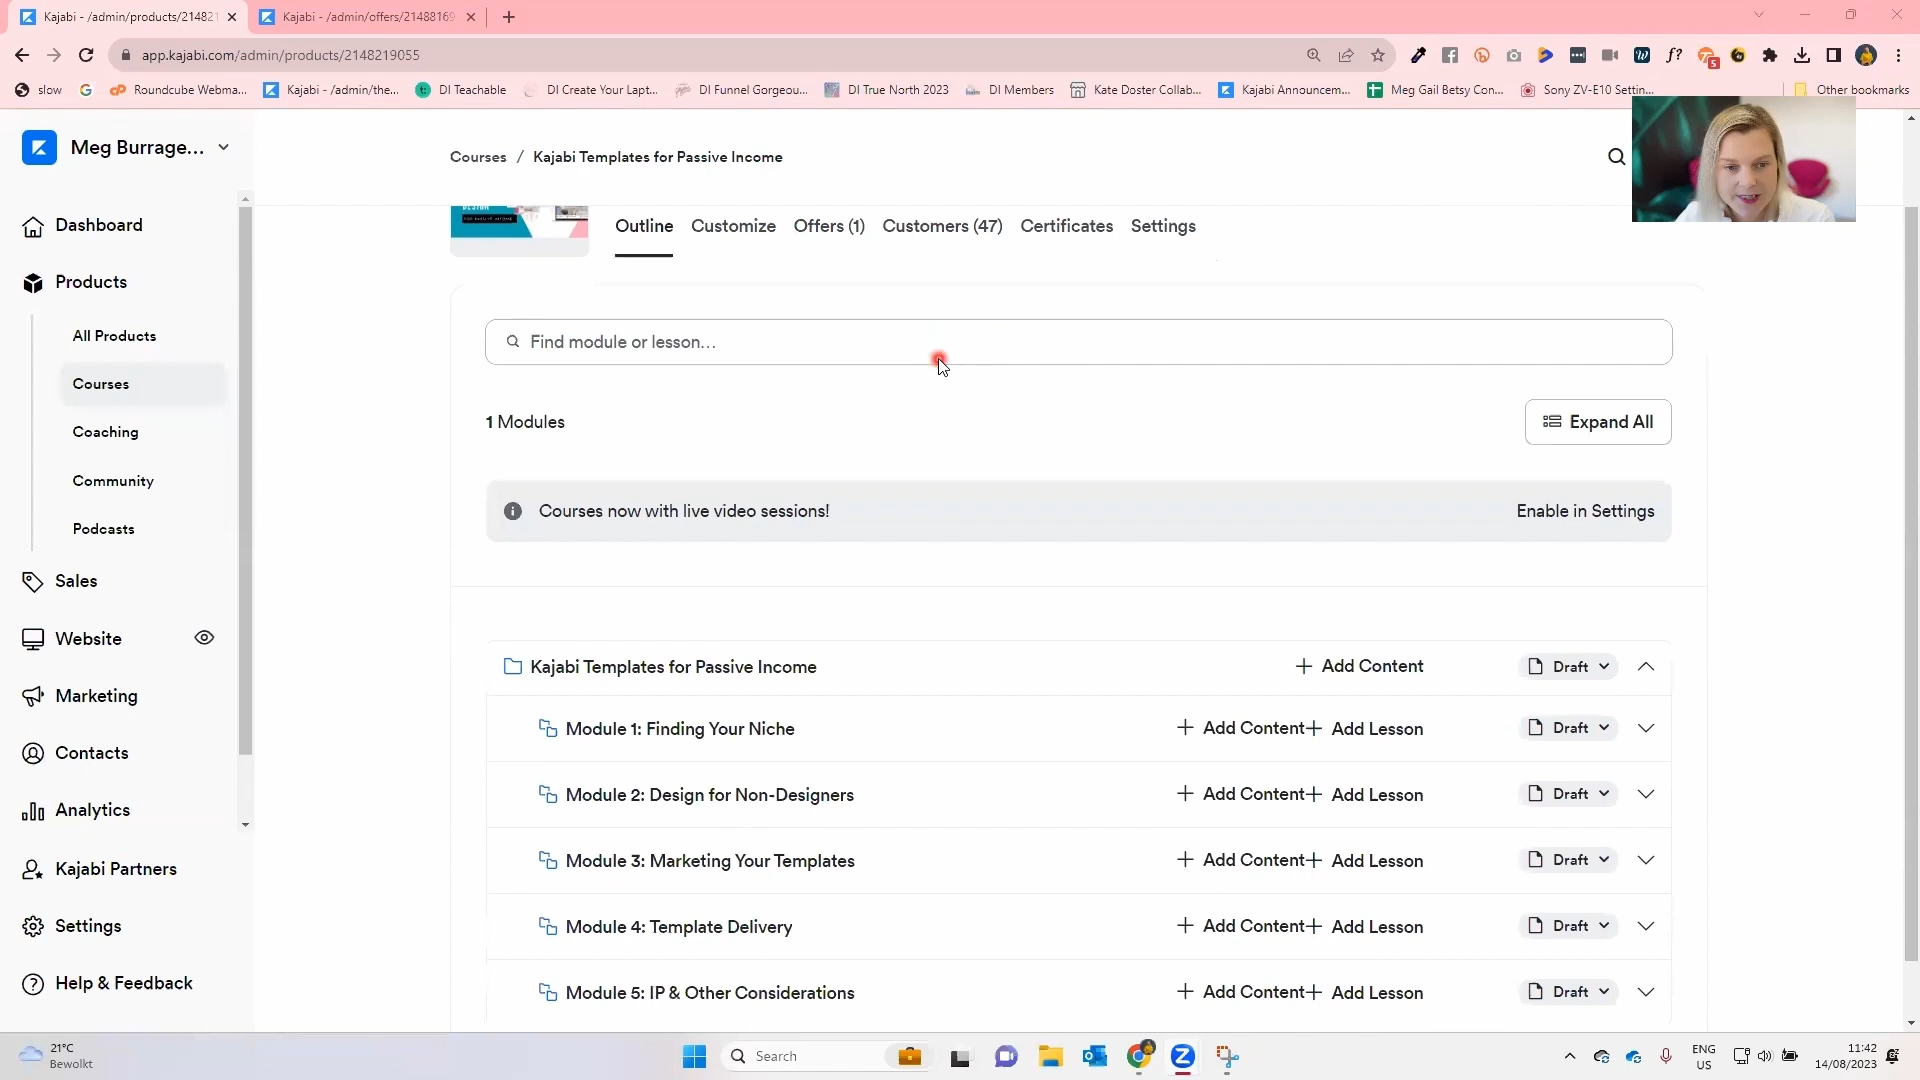 Kajabi - /admin/products/214821
Kajabi - /admin/offers/21488169
app.kajabi.com/admin/products/2148219055
slow
Roundcube Webma...
Kajabi - /admin/the...
DI Teachable
DI Create Your Lapt...
DI Funnel Gorgeou...
DI True North 2023
DI Members
Kate Doster Collab...
Kajabi Announcem...
Meg Gail Betsy Con...
Sony ZV-E10 Settin...
Other bookmarks
Meg Burrage...
Courses / Kajabi Templates for Passive Income
Dashboard
Products
All Products
Courses
Coaching
Community
Podcasts
Sales
Website
Marketing
Contacts
Analytics
Kajabi Partners
Settings
Help & Feedback
Outline
Customize
Offers (1)
Customers (47)
Certificates
Settings
Find module or lesson...
1 Modules
Expand All
Courses now with live video sessions!
Enable in Settings
Kajabi Templates for Passive Income
Add Content
Draft
Module 1: Finding Your Niche
Add Content
Add Lesson
Draft
Module 2: Design for Non-Designers
Add Content
Add Lesson
Draft
Module 3: Marketing Your Templates
Add Content
Add Lesson
Draft
Module 4: Template Delivery
Add Content
Add Lesson
Draft
Module 5: IP & Other Considerations
Add Content
Add Lesson
Draft
21°C
Bewolkt
Search
ENG
US
11:42
14/08/2023